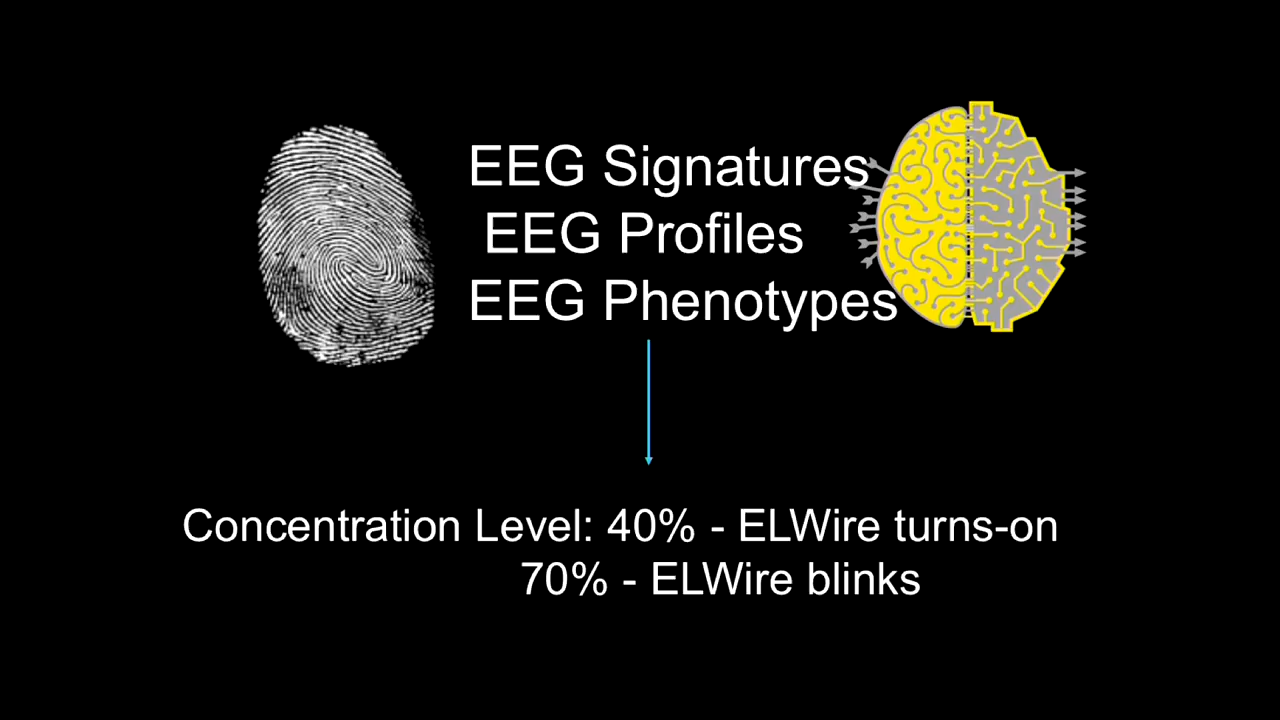 EEG Signatures
EEG Profiles
EEG Phenotypes
Concentration Level: 40% - ELWire turns-on
70% - ELWire blinks